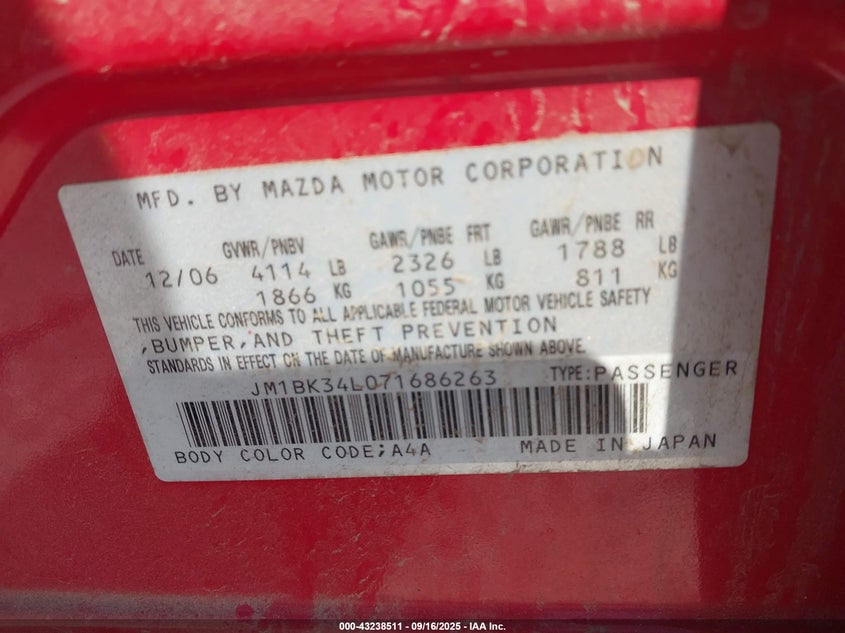 MFD. BY MAZDA MOTOR CORPORATION
DATE GVWR/PNBV GAWR/PNBE FRT GAWR/PNBE RR
12/06 4114 LB 2326 LB 1788 LB
1866 KG 1055 KG 811 KG
THIS VEHICLE CONFORMS TO ALL APPLICABLE FEDERAL MOTOR VEHICLE SAFETY
,BUMPER,AND THEFT PREVENTION
STANDARDS IN EFFECT ON THE DATE OF MANUFACTURE SHOWN ABOVE.
JM1BK34L071686263 TYPE:PASSENGER
BODY COLOR CODE;A4A MADE IN JAPAN
000-43238511 - 09/16/2025 - IAA Inc.